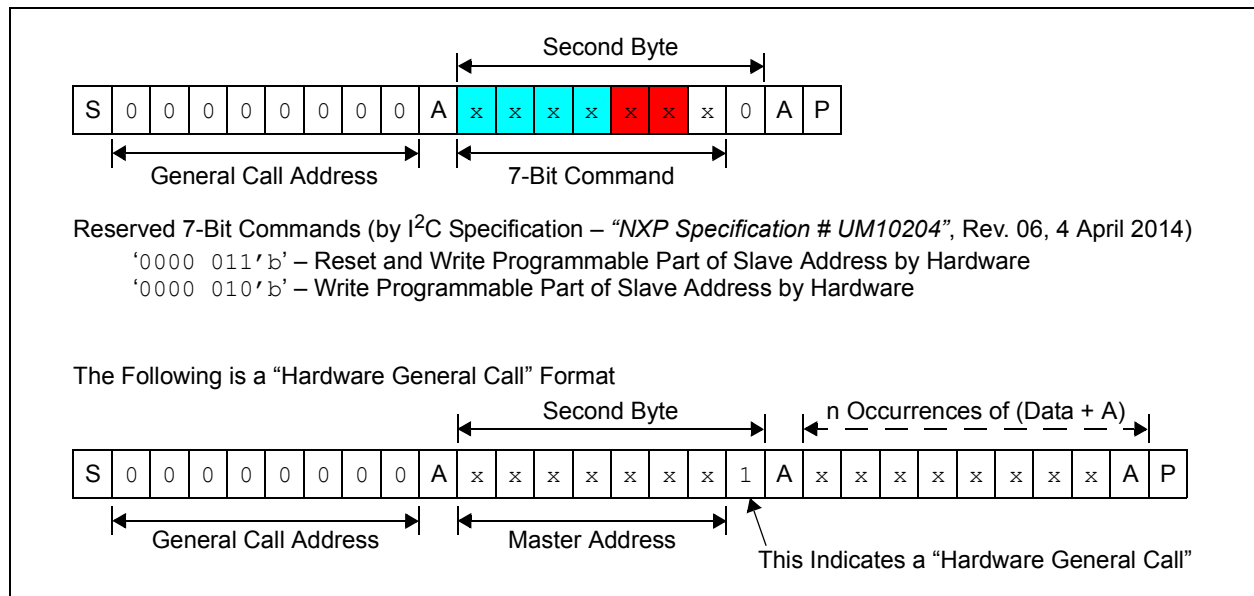 Second Byte
S 0 0 0 0 0 0 0 0 A x x x x x x x 0 A P
General Call Address 7-Bit Command
Reserved 7-Bit Commands (by I2C Specification – “NXP Specification # UM10204”, Rev. 06, 4 April 2014)
‘0000 011’b’ – Reset and Write Programmable Part of Slave Address by Hardware
‘0000 010’b’ – Write Programmable Part of Slave Address by Hardware
The Following is a “Hardware General Call” Format
Second Byte n Occurrences of (Data + A)
S 0 0 0 0 0 0 0 0 A x x x x x x x 1 A x x x x x x x x A P
General Call Address Master Address
This Indicates a “Hardware General Call”